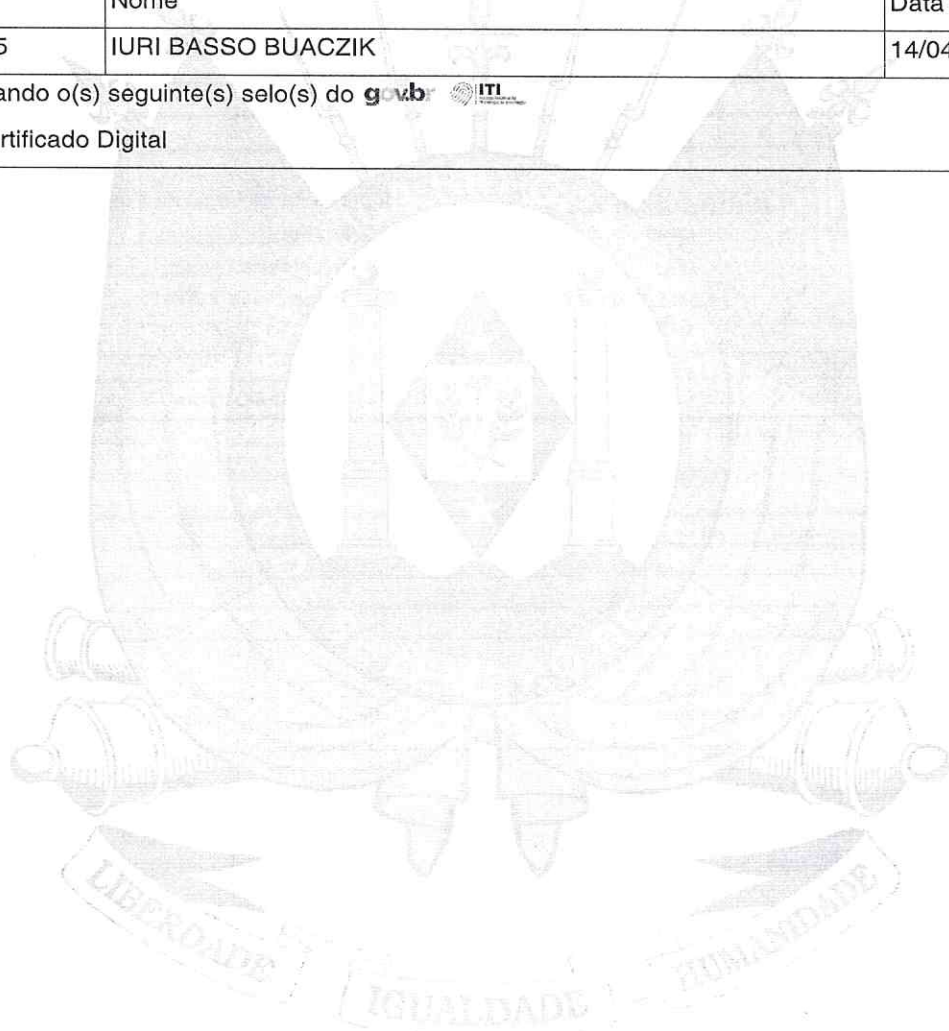 Nome Data
5 IURI BASSO BUACZIK 14/04
ando o(s) seguinte(s) selo(s) do gov.br ITI
rtificado Digital
LIBERDADE IGUALDADE HUMANIDADE